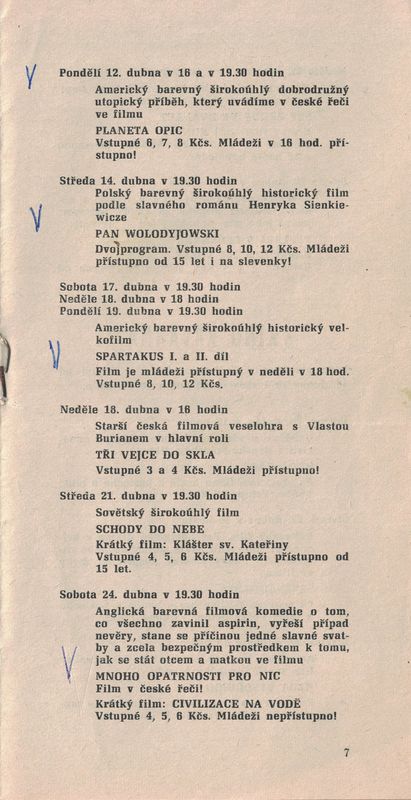 Pondělí 12. dubna v 16 a v 19.30 hodin
Americký barevný širokoúhlý dobrodružný
utopický příběh, který uvádíme v české řeči
ve filmu
PLANETA OPIC
Vstupné 6, 7, 8 Kčs. Mládeži v 16 hod. pří-
stupno!
Středa 14. dubna v 19.30 hodin
Polský barevný širokoúhlý historický film
podle slavného románu Henryka Sienkie-
wicze
PAN WOLODYJOWSKI
Dvojprogram. Vstupné 8, 10, 12 Kčs. Mládeži
přístupno od 15 let i na slevenky!
Sobota 17. dubna v 19.30 hodin
Neděle 18. dubna v 18 hodin
Pondělí 19. dubna v 19.30 hodin
Americký barevný širokoúhlý historický vel-
kofilm
SPARTAKUS I. a II. díl
Film je mládeži přístupný v neděli v 18 hod.
Vstupné 8, 10, 12 Kčs.
Neděle 18. dubna v 16 hodin
Starší česká filmová veselohra s Vlastou
Burianem v hlavní roli
TŘI VEJCE DO SKLA
Vstupné 3 a 4 Kčs. Mládeži přístupno!
Středa 21. dubna v 19.30 hodin
Sovětský širokoúhlý film
SCHODY DO NEBE
Krátký film: Klášter sv. Kateřiny
Vstupné 4, 5, 6 Kčs. Mládeži přístupno od
15 let.
Sobota 24. dubna v 19.30 hodin
Anglická barevná filmová komedie o tom,
co všechno zavinil aspirin, vyřeší případ
nevěry, stane se příčinou jedné slavné svat-
by a zcela bezpečným prostředkem k tomu,
jak se stát otcem a matkou ve filmu
MNOHO OPATRNOSTI PRO NIC
Film v české řeči!
Krátký film: CIVILIZACE NA VODĚ
Vstupné 4, 5, 6 Kčs. Mládeži nepřístupno!
7